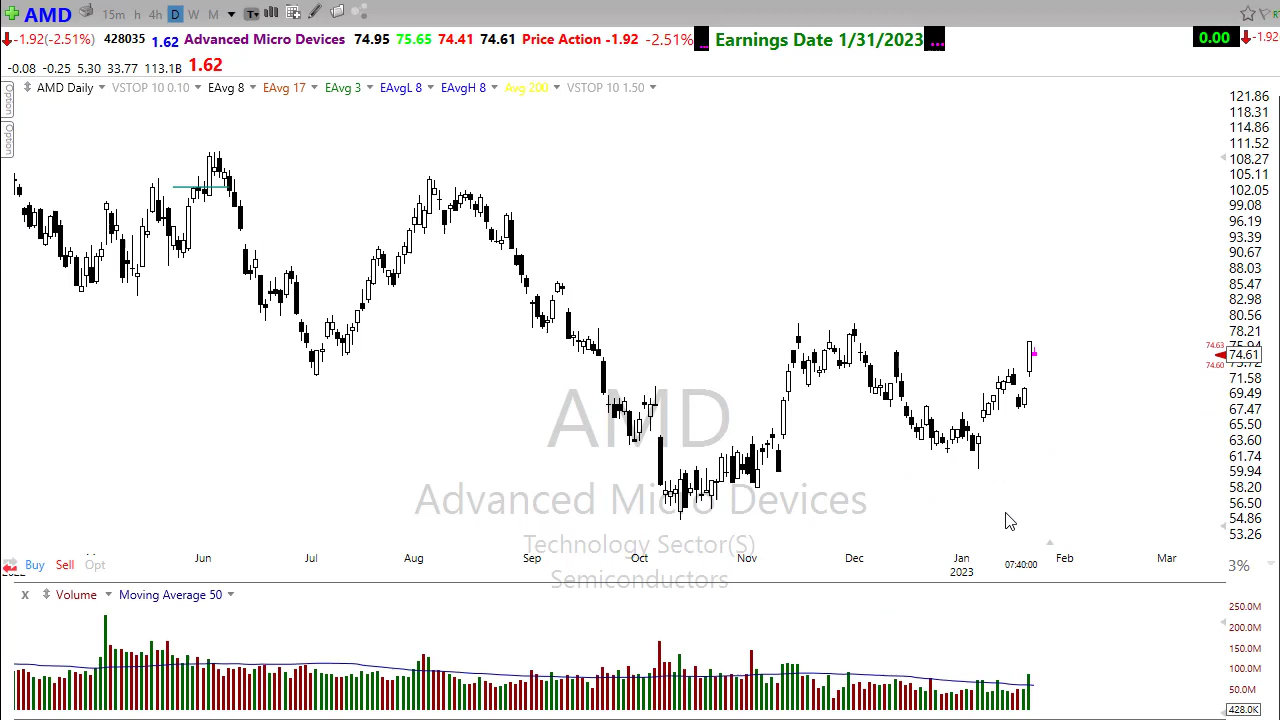 AMD 15m h 4h D W M T
-1.92(-2.51%) 428035 1.62 Advanced Micro Devices 74.95 75.65 74.41 74.61 Price Action -1.92 -2.51% ... Earnings Date 1/31/2023 ... 0.00 -1.92
-0.08 -0.25 5.30 33.77 113.1B 1.62
AMD Daily VSTOP 10 0.10 EAvg 8 EAvg 17 EAvg 3 EAvgL 8 EAvgH 8 Avg 200 VSTOP 10 1.50
Option
Option
121.86
118.31
114.86
111.52
108.27
105.11
102.05
99.08
96.19
93.39
90.67
88.03
85.47
82.98
80.56
78.21
74.63
74.61
74.60
71.58
69.49
67.47
65.50
63.60
61.74
59.94
58.20
56.50
54.86
53.26
AMD
Advanced Micro Devices
Technology Sector(S)
Semiconductors
Jun Jul Aug Sep Oct Nov Dec Jan Feb Mar
2023 07:40:00
Buy Sell Opt 3%
x Volume Moving Average 50
250.0M
200.0M
150.0M
100.0M
50.0M
428.0K